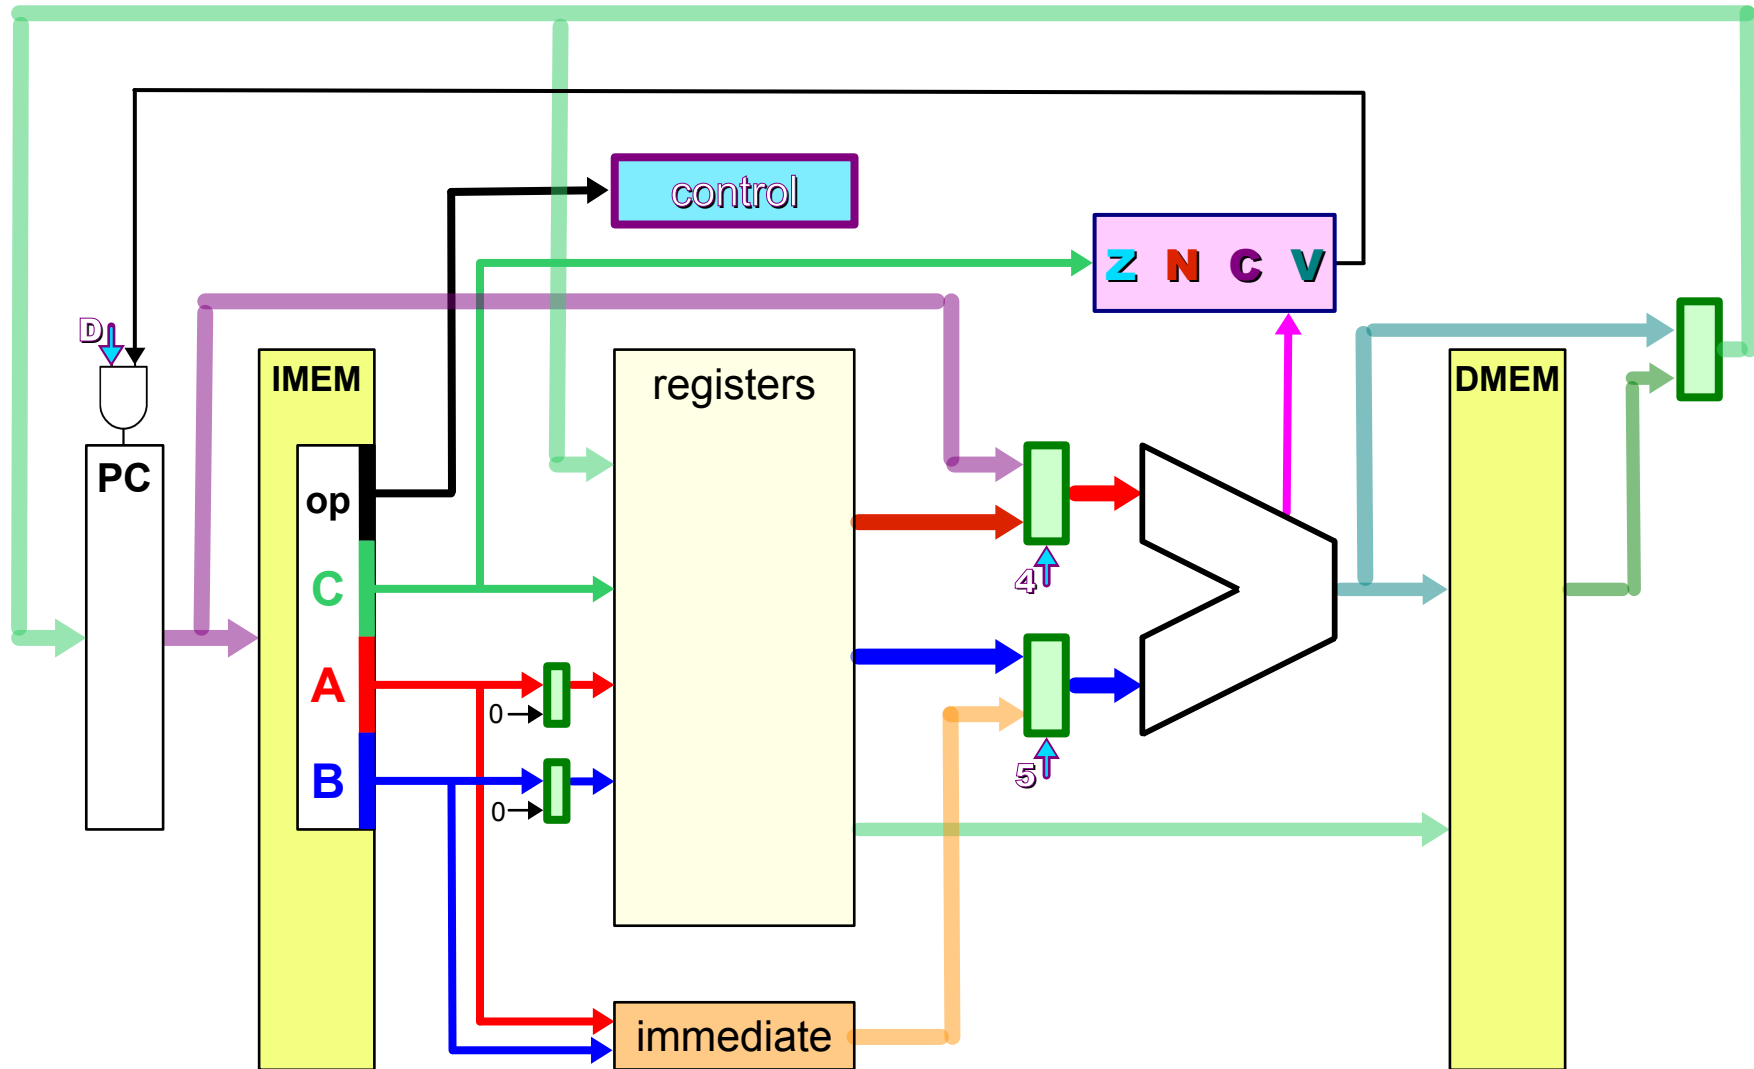 control
Z N C V
D
IMEM
registers
DMEM
PC
op
C
4
A
0
B
5
0
immediate